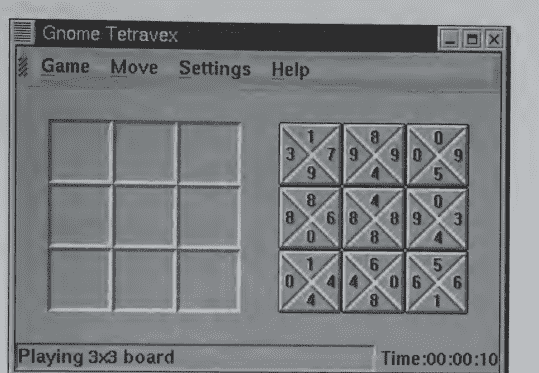 Gnome Tetravex
Game Move Settings Help
1 8 0
3 7 9 9 0 9
9 4 5
8 4 0
8 6 8 8 9 3
0 8 4
1 6 5
0 4 4 0 6 6
4 8 1
Playing 3x3 board Time:00:00:10